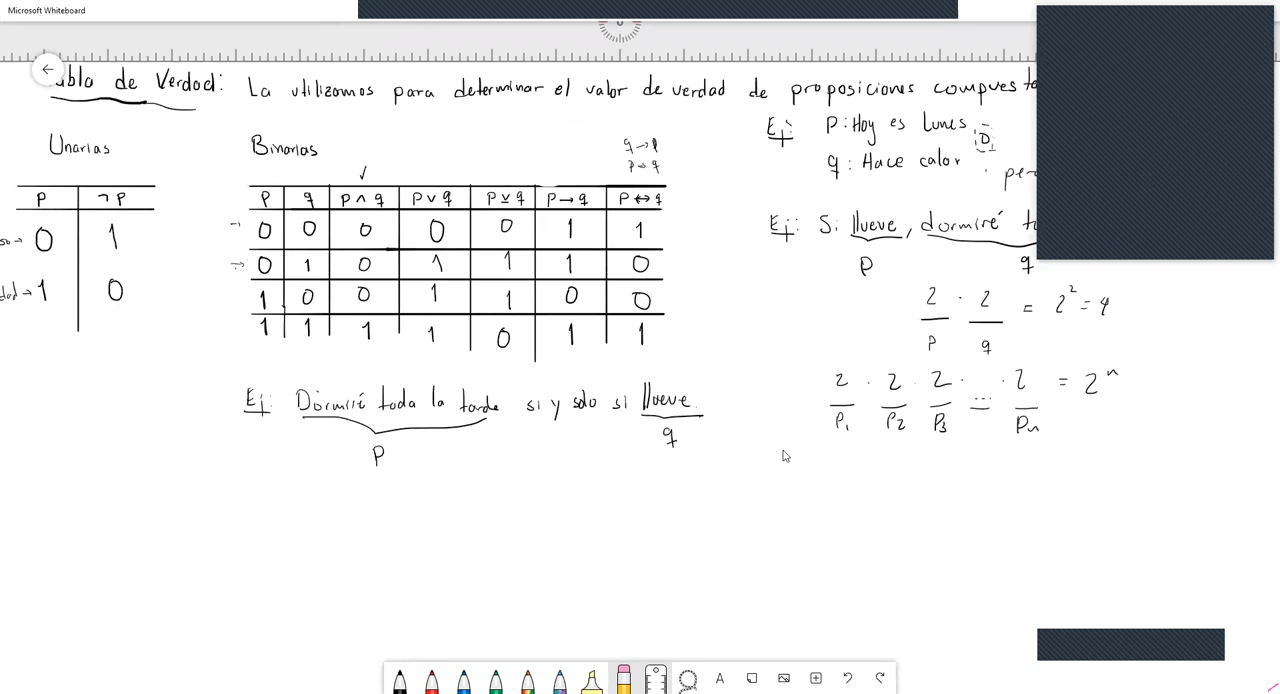 Microsoft Whiteboard
abla de Verdad: La utilizamos para determinar el valor de verdad de proposiciones compuesta
Unarias
p ¬p
so→ 0 1
dad→ 1 0
Binarias
q→p
p→q
✓
p q p∧q p∨q p⊻q p→q p↔q
→ 0 0 0 0 0 1 1
→ 0 1 0 1 1 1 0
1 0 0 1 1 0 0
1 1 1 1 0 1 1
Ej: Dormiré toda la tarde si y solo si llueve.
p q
Ej: p: Hoy es lunes
q: Hace calor
Ej: Si llueve, dormiré
p q
2 · 2 = 2² = 4
p q
2 · 2 · 2 · ... · 2 = 2ⁿ
p₁ p₂ p₃ pₙ
A